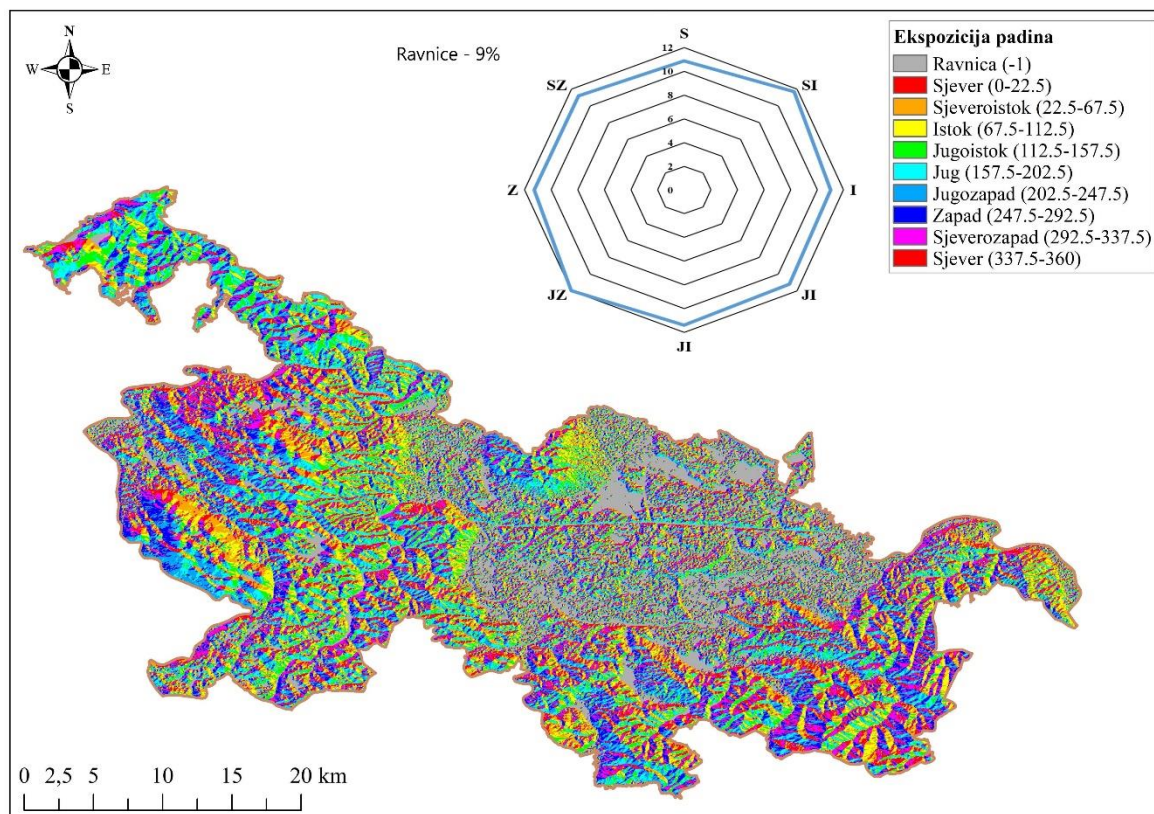 N
W E
S
Ravnice - 9%
S
SZ SI
Z I
JZ JI
JI
12
10
8
6
4
2
0
Ekspozicija padina
Ravnica (-1)
Sjever (0-22.5)
Sjeveroistok (22.5-67.5)
Istok (67.5-112.5)
Jugoistok (112.5-157.5)
Jug (157.5-202.5)
Jugozapad (202.5-247.5)
Zapad (247.5-292.5)
Sjeverozapad (292.5-337.5)
Sjever (337.5-360)
0 2,5 5 10 15 20 km